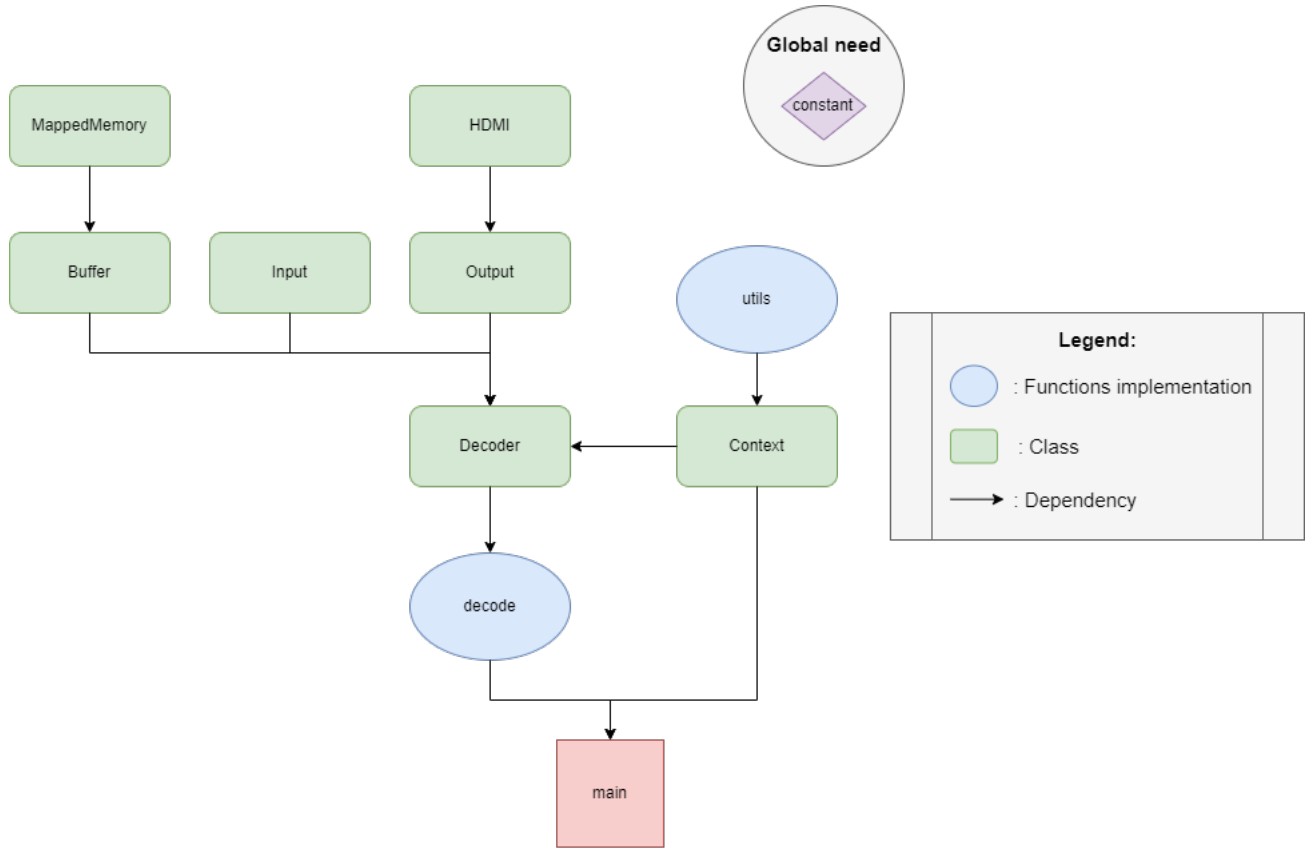 Global need
constant
MappedMemory
HDMI
Buffer
Input
Output
utils
Legend:
: Functions implementation
: Class
: Dependency
Decoder
Context
decode
main